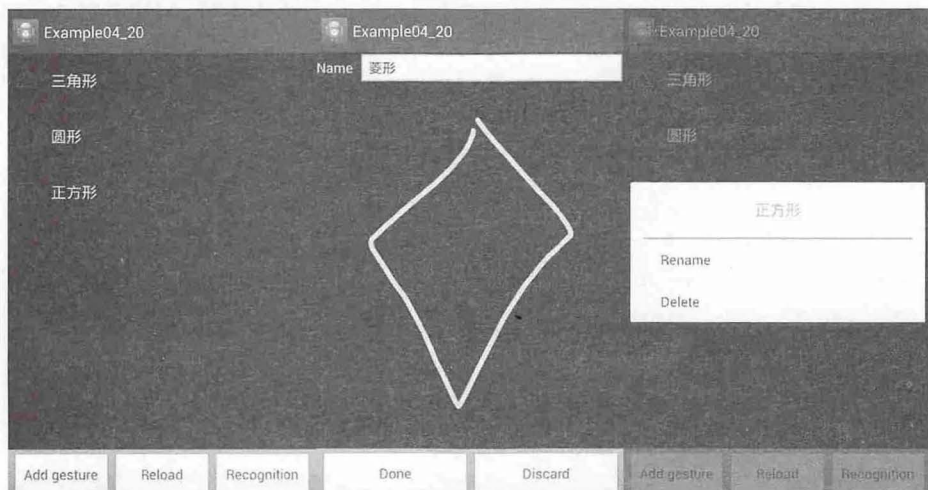 Example04_20
三角形
圆形
正方形
Add gesture Reload Recognition
Example04_20
Name 菱形
Done Discard
Example04_20
三角形
圆形
正方形
Rename
Delete
Add gesture Reload Recognition